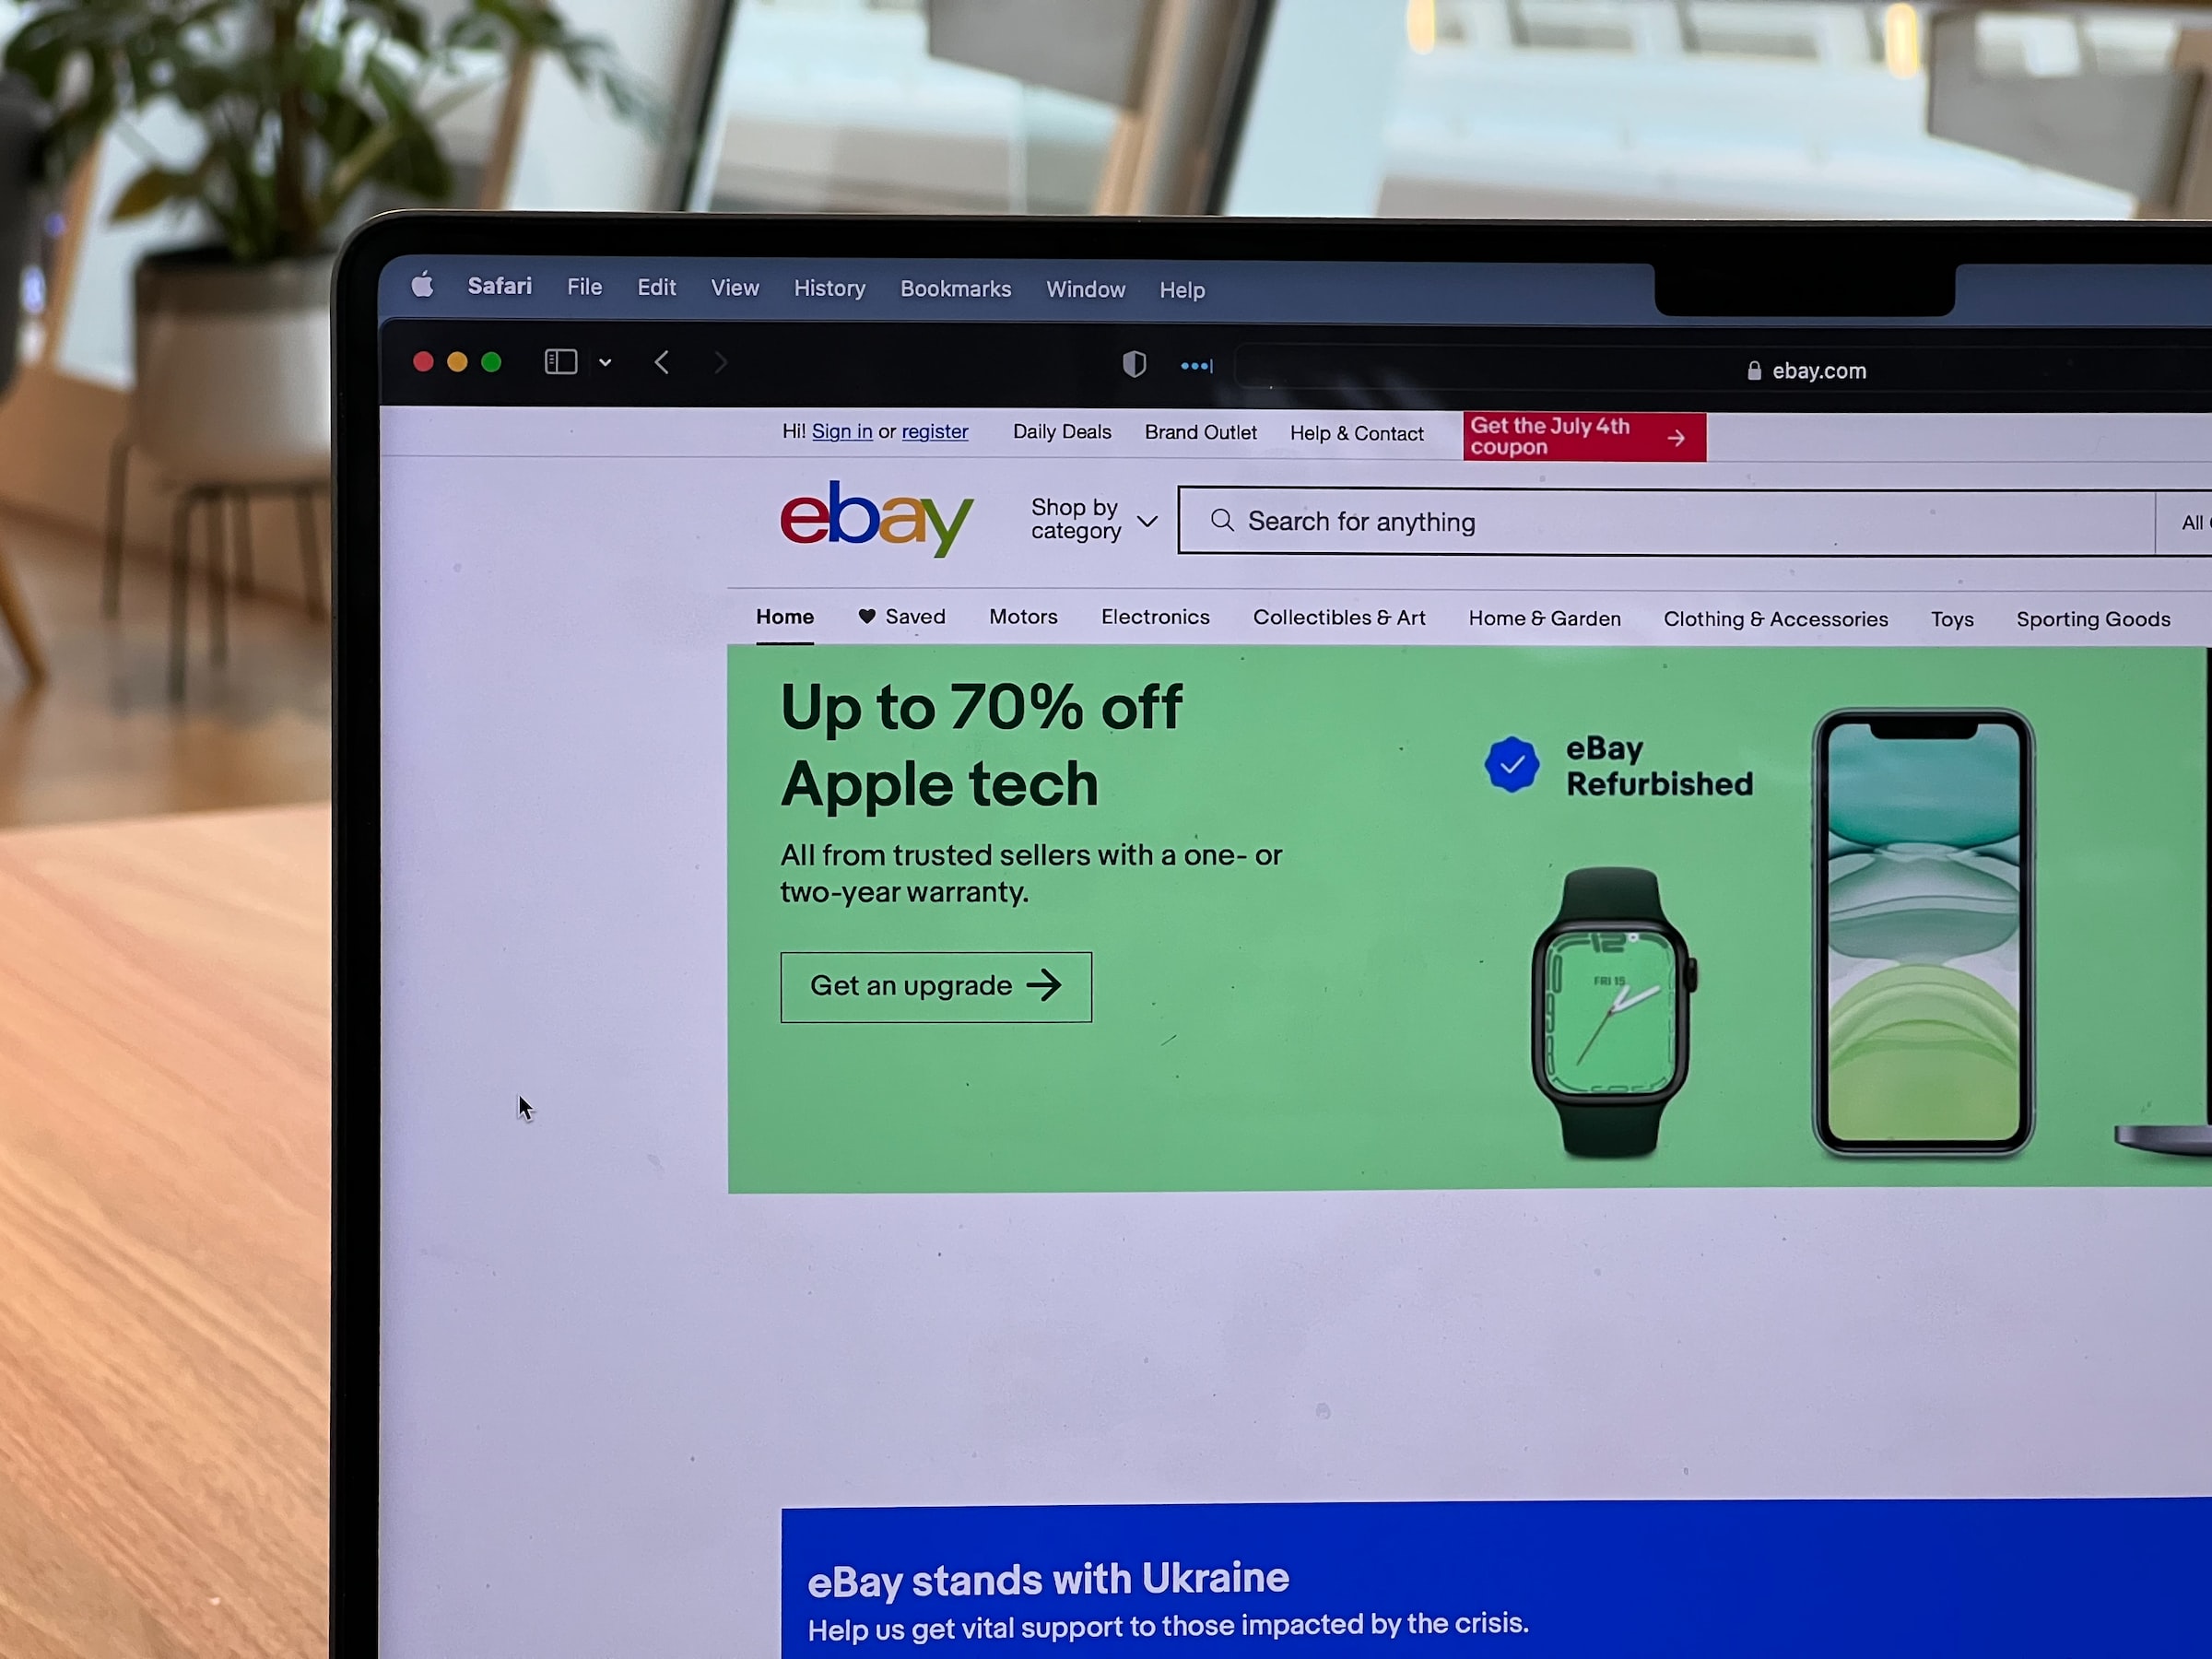 Safari File Edit View History Bookmarks Window Help
ebay.com
Hi! Sign in or register Daily Deals Brand Outlet Help & Contact
Get the July 4th
coupon
ebay
Shop by
category
Search for anything
All
Home Saved Motors Electronics Collectibles & Art Home & Garden Clothing & Accessories Toys Sporting Goods
Up to 70% off
Apple tech
All from trusted sellers with a one- or
two-year warranty.
Get an upgrade
eBay
Refurbished
12
FRI 15
eBay stands with Ukraine
Help us get vital support to those impacted by the crisis.